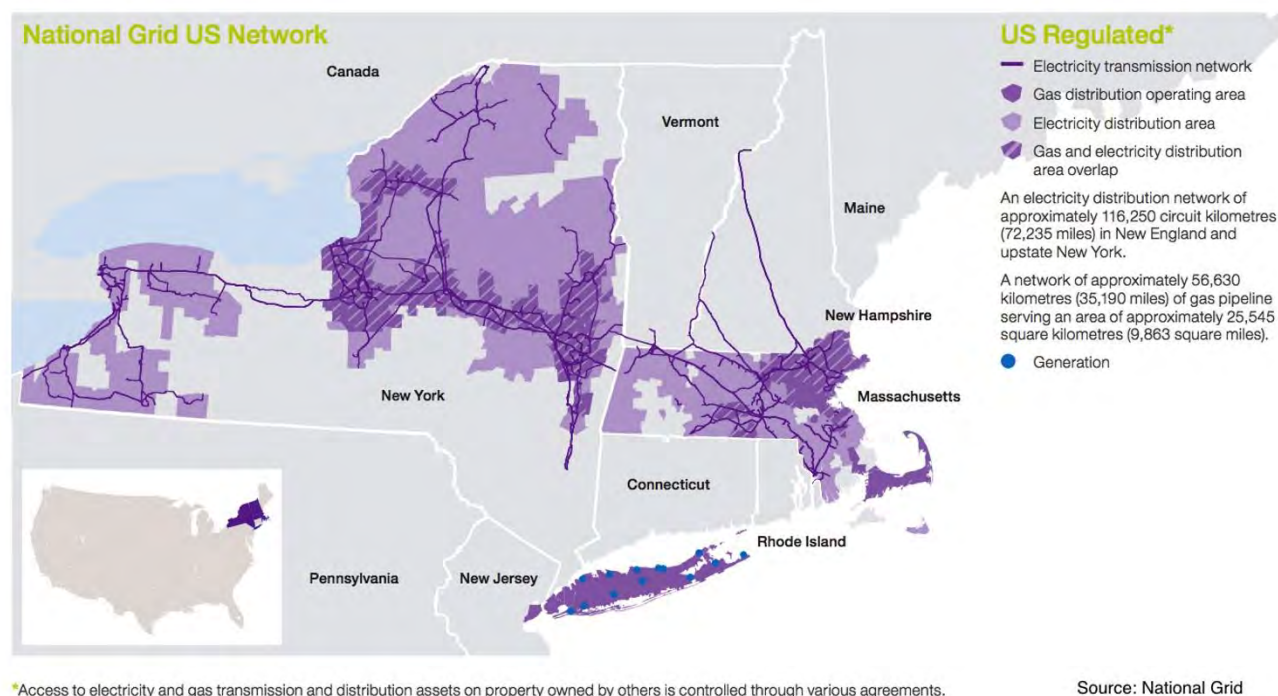 National Grid US Network
Canada
Vermont
Maine
New Hampshire
New York
Massachusetts
Connecticut
Rhode Island
Pennsylvania
New Jersey
US Regulated*
Electricity transmission network
Gas distribution operating area
Electricity distribution area
Gas and electricity distribution
area overlap
An electricity distribution network of
approximately 116,250 circuit kilometres
(72,235 miles) in New England and
upstate New York.
A network of approximately 56,630
kilometres (35,190 miles) of gas pipeline
serving an area of approximately 25,545
square kilometres (9,863 square miles).
Generation
*Access to electricity and gas transmission and distribution assets on property owned by others is controlled through various agreements.
Source: National Grid